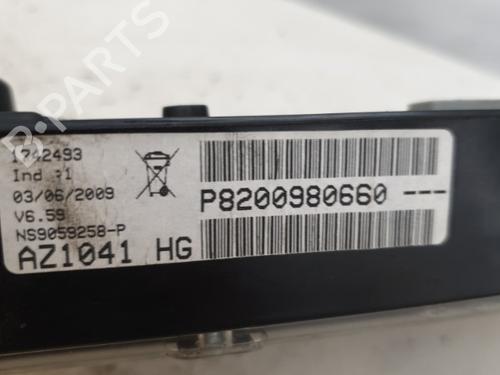 B-PARTS
1742493
Ind :1
03/06/2009
V6.59
NS9059258-P
AZ1041 HG
P8200980660 ---